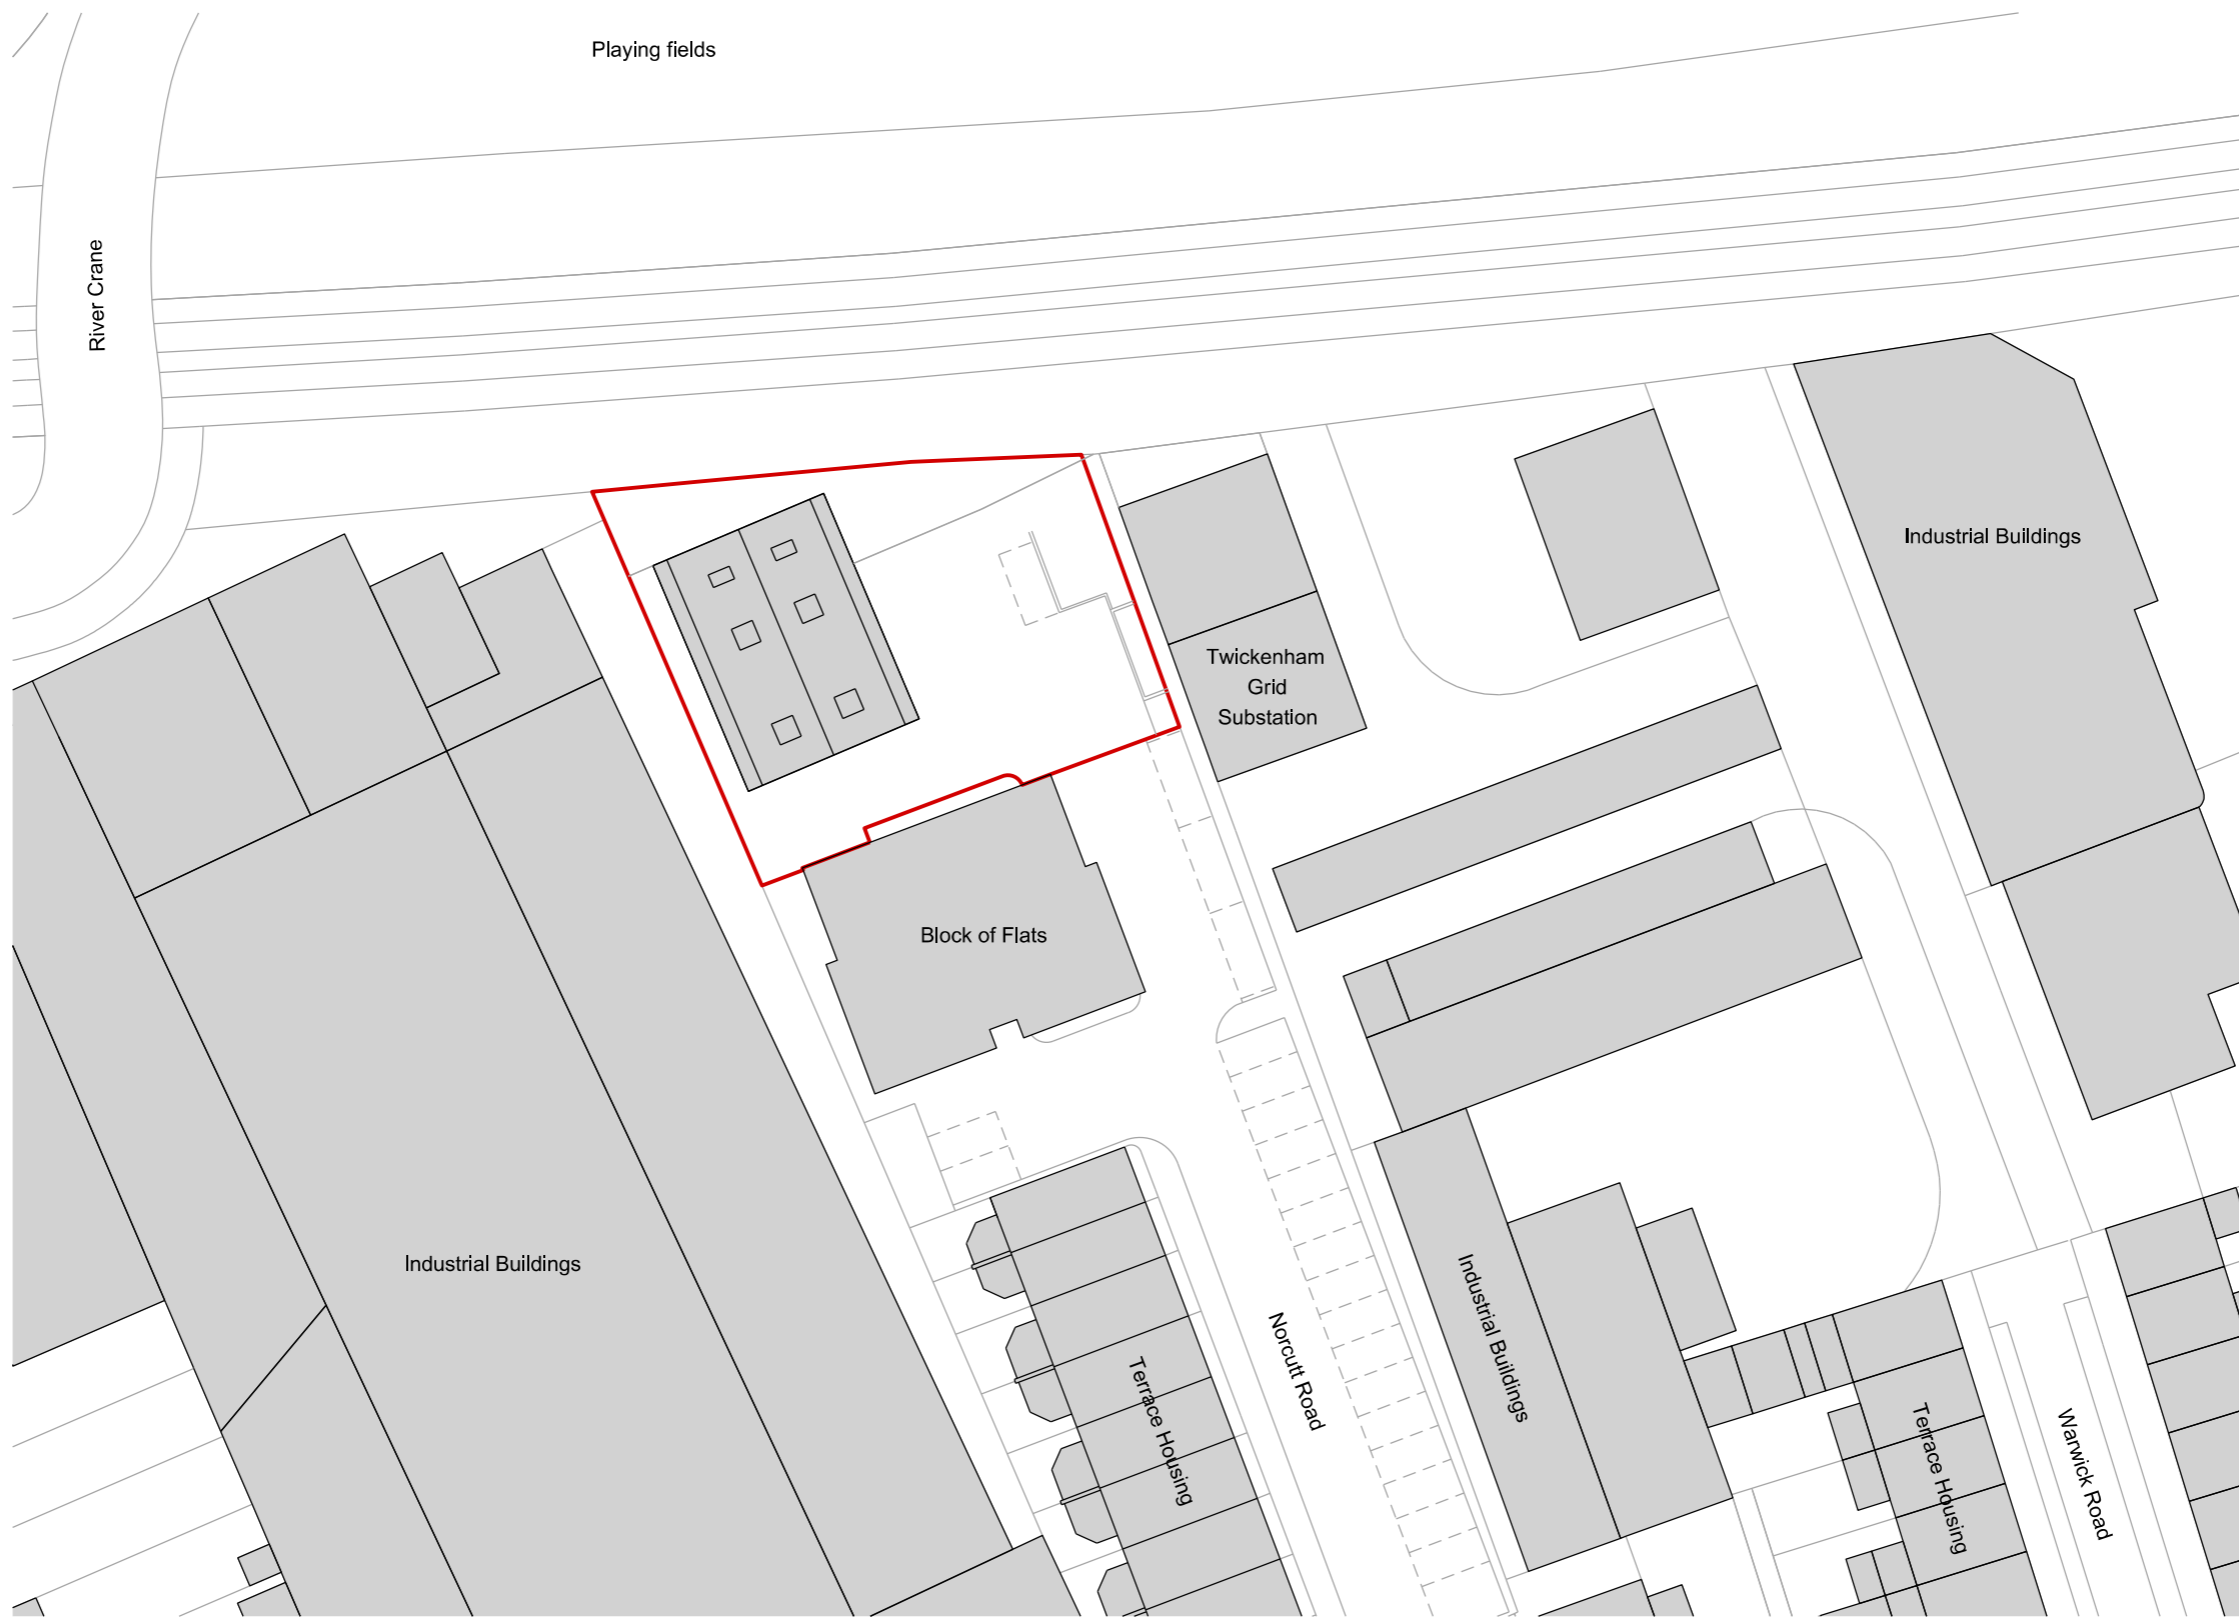 Playing fields
River Crane
Industrial Buildings
Twickenham
Grid
Substation
Block of Flats
Industrial Buildings
Terrace Housing
Norcutt Road
Industrial Buildings
Terrace Housing
Warwick Road